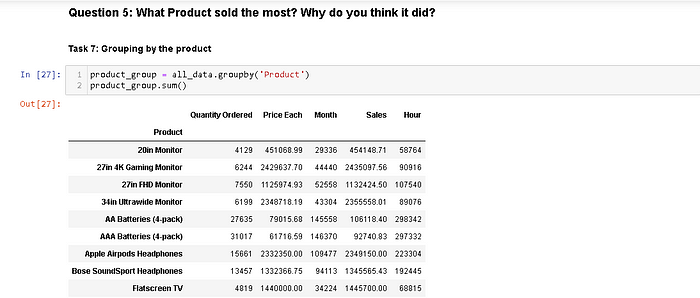 Question 5: What Product sold the most? Why do you think it did?
Task 7: Grouping by the product
In [27]: 1 product_group = all_data.groupby('Product')
2 product_group.sum()
Out[27]:
Quantity Ordered Price Each Month Sales Hour
Product
20in Monitor 4129 451068.99 29336 454148.71 58764
27in 4K Gaming Monitor 6244 2429637.70 44440 2435097.56 90916
27in FHD Monitor 7550 1125974.93 52558 1132424.50 107540
34in Ultrawide Monitor 6199 2348718.19 43304 2355558.01 89076
AA Batteries (4-pack) 27635 79015.68 145558 106118.40 298342
AAA Batteries (4-pack) 31017 61716.59 146370 92740.83 297332
Apple Airpods Headphones 15661 2332350.00 109477 2349150.00 223304
Bose SoundSport Headphones 13457 1332366.75 94113 1345565.43 192445
Flatscreen TV 4819 1440000.00 34224 1445700.00 68815